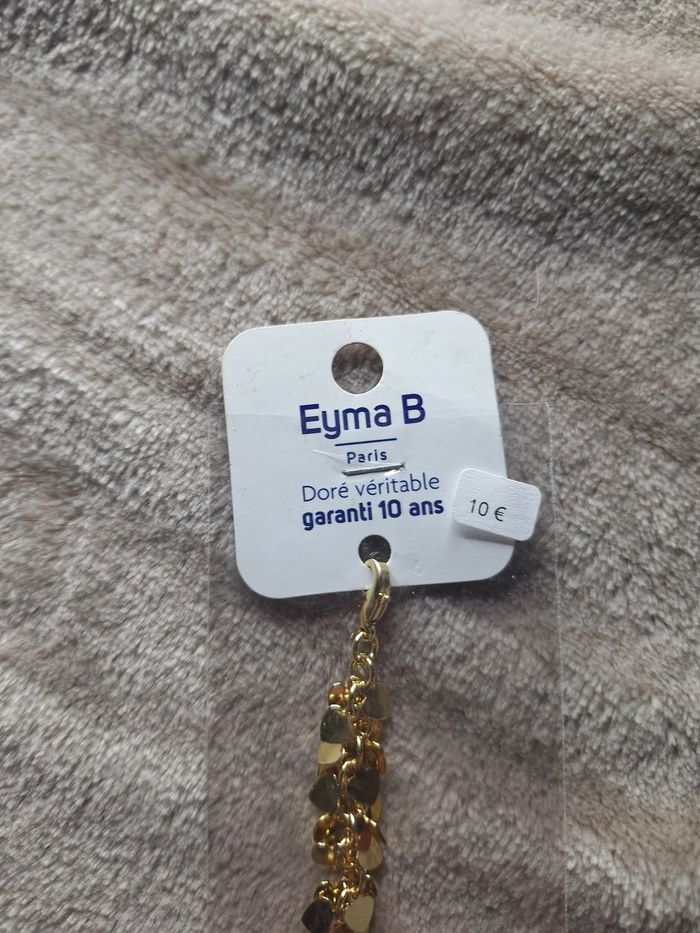 Eyma B
Paris
Doré véritable
garanti 10 ans
10 €